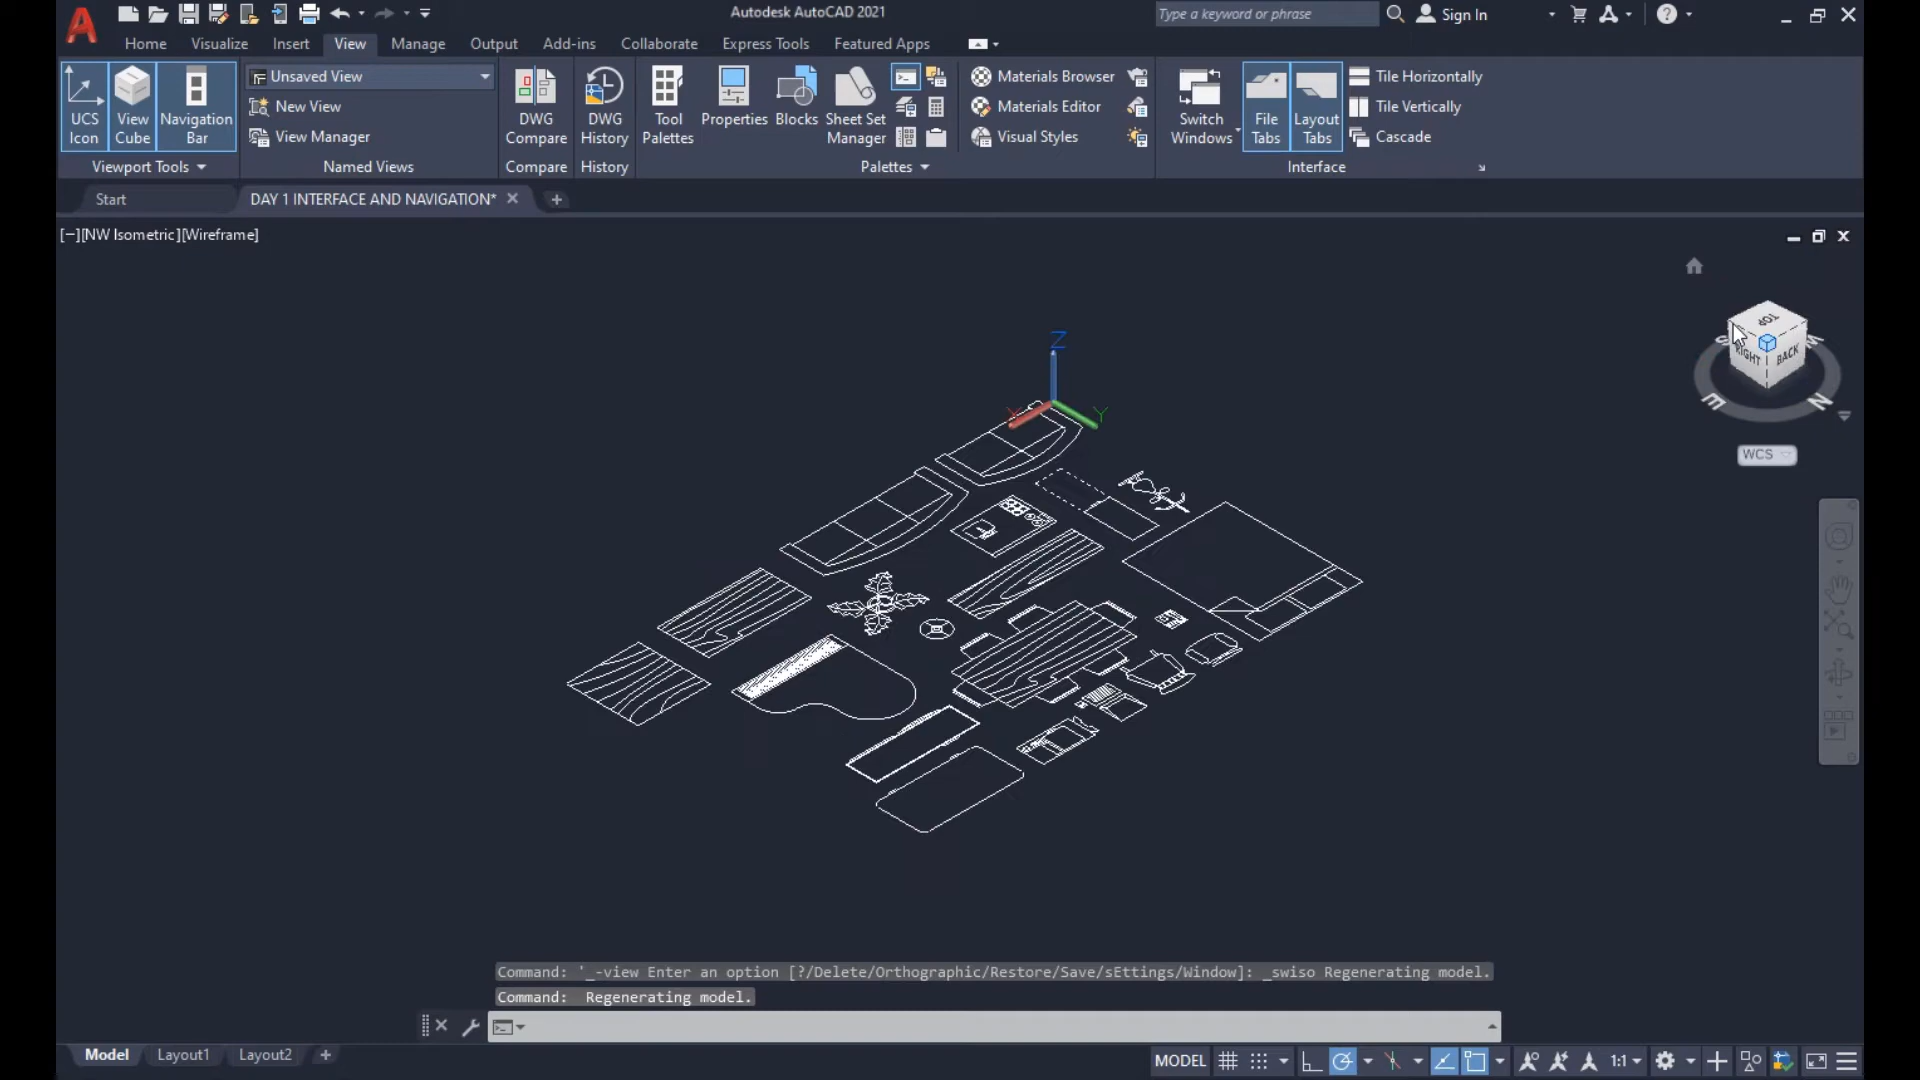 Autodesk AutoCAD 2021
Type a keyword or phrase
Sign In
Home Visualize Insert View Manage Output Add-ins Collaborate Express Tools Featured Apps
UCS Icon
View Cube
Navigation Bar
Viewport Tools
Unsaved View
New View
View Manager
Named Views
DWG Compare
Compare
DWG History
History
Tool Palettes
Properties
Blocks
Sheet Set Manager
Palettes
Materials Browser
Materials Editor
Visual Styles
Switch Windows
File Tabs
Layout Tabs
Tile Horizontally
Tile Vertically
Cascade
Interface
Start
DAY 1 INTERFACE AND NAVIGATION*
[−][NW Isometric][Wireframe]
TOP
RIGHT
BACK
S
W
E
N
WCS
Z
X
Y
Command: '_-view Enter an option [?/Delete/Orthographic/Restore/Save/sEttings/Window]: _swiso Regenerating model.
Command:  Regenerating model.
Model
Layout1
Layout2
MODEL
1:1